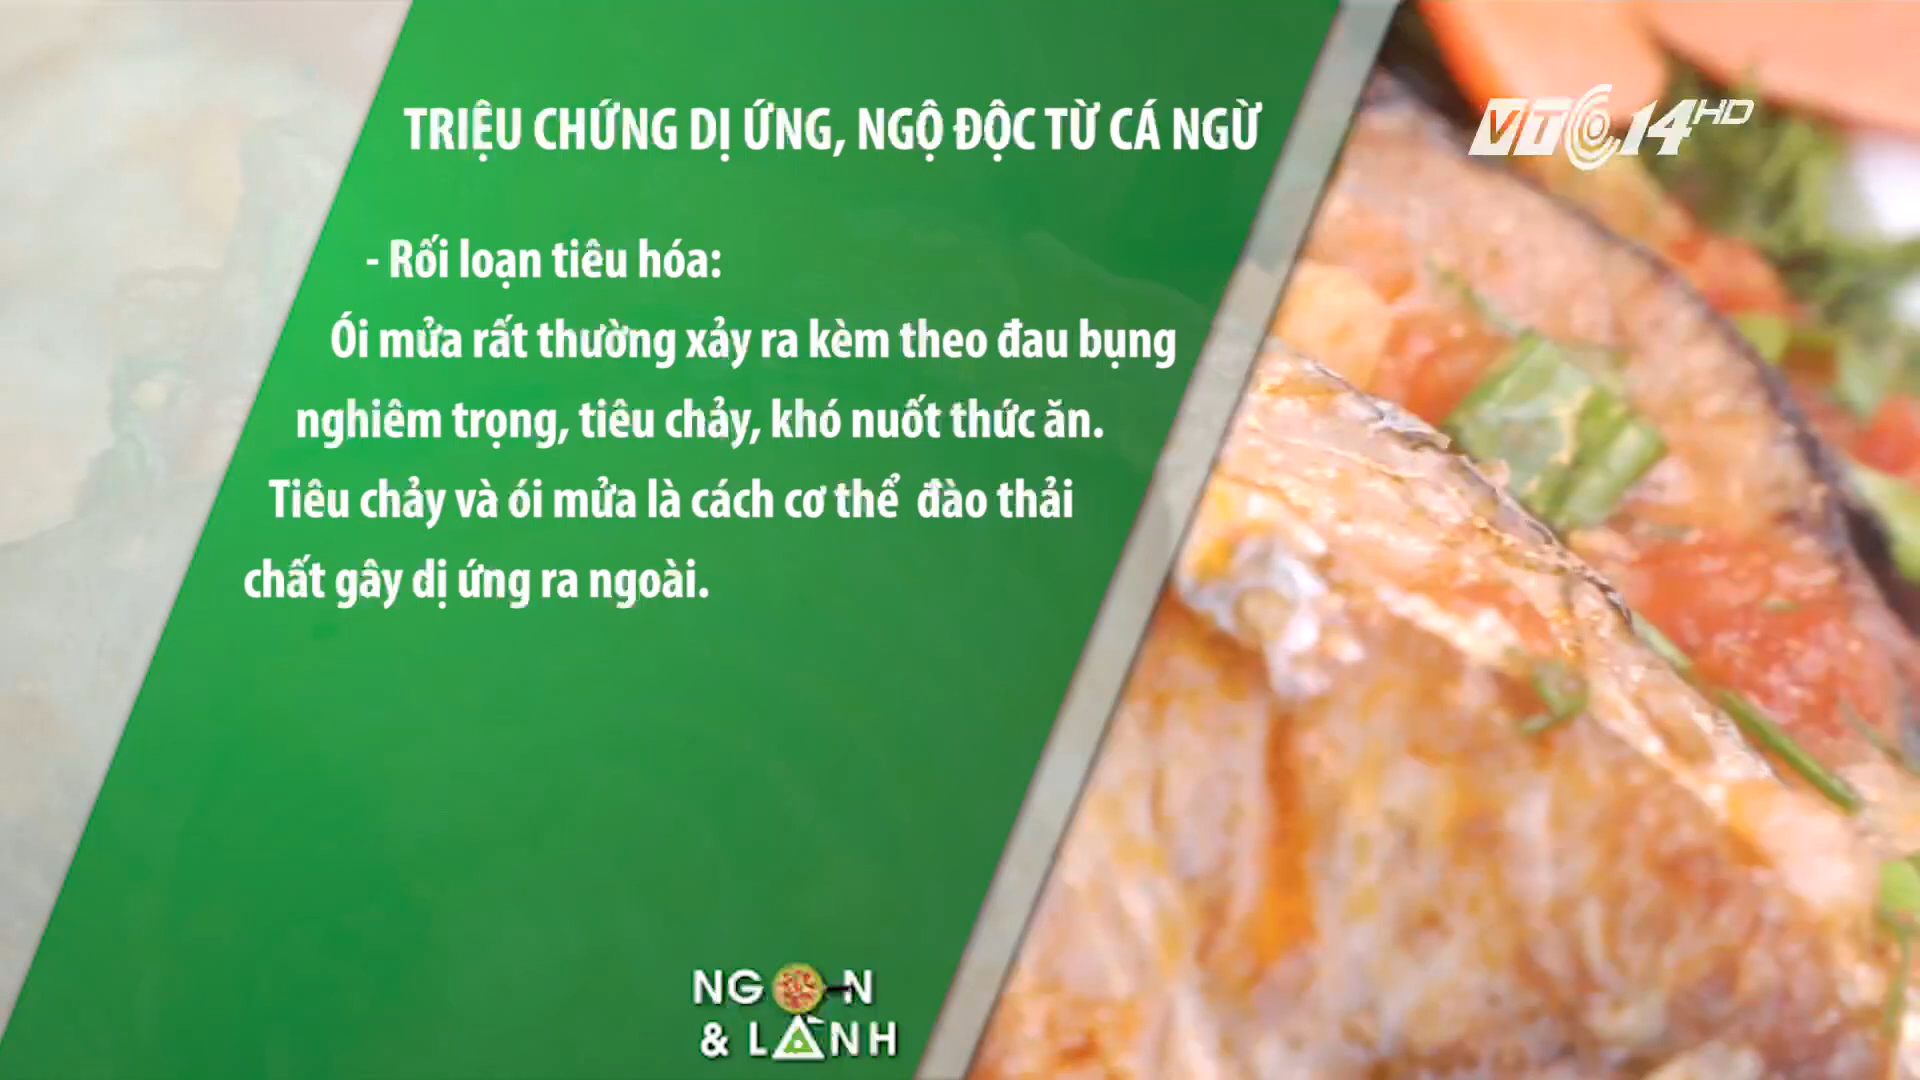 TRIỆU CHỨNG DỊ ỨNG, NGỘ ĐỘC TỪ CÁ NGỪ
VTC14HD
- Rối loạn tiêu hóa:
Ói mửa rất thường xảy ra kèm theo đau bụng
nghiêm trọng, tiêu chảy, khó nuốt thức ăn.
Tiêu chảy và ói mửa là cách cơ thể đào thải
chất gây dị ứng ra ngoài.
NGON
& LÀNH